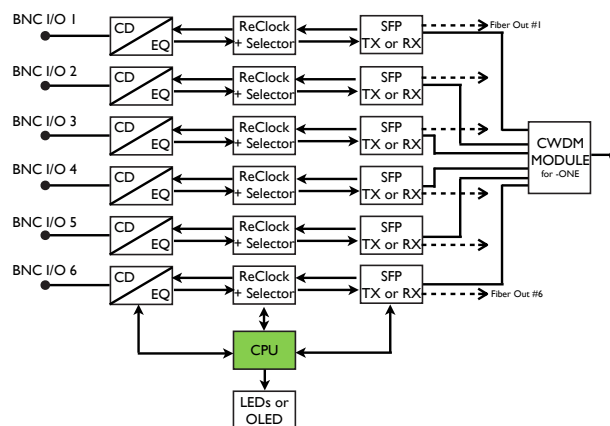 BNC I/O 1
CD
EQ
ReClock
+ Selector
SFP
TX or RX
Fiber Out #1
BNC I/O 2
CD
EQ
ReClock
+ Selector
SFP
TX or RX
BNC I/O 3
CD
EQ
ReClock
+ Selector
SFP
TX or RX
CWDM
MODULE
for -ONE
BNC I/O 4
CD
EQ
ReClock
+ Selector
SFP
TX or RX
BNC I/O 5
CD
EQ
ReClock
+ Selector
SFP
TX or RX
BNC I/O 6
CD
EQ
ReClock
+ Selector
SFP
TX or RX
Fiber Out #6
CPU
LEDs or
OLED